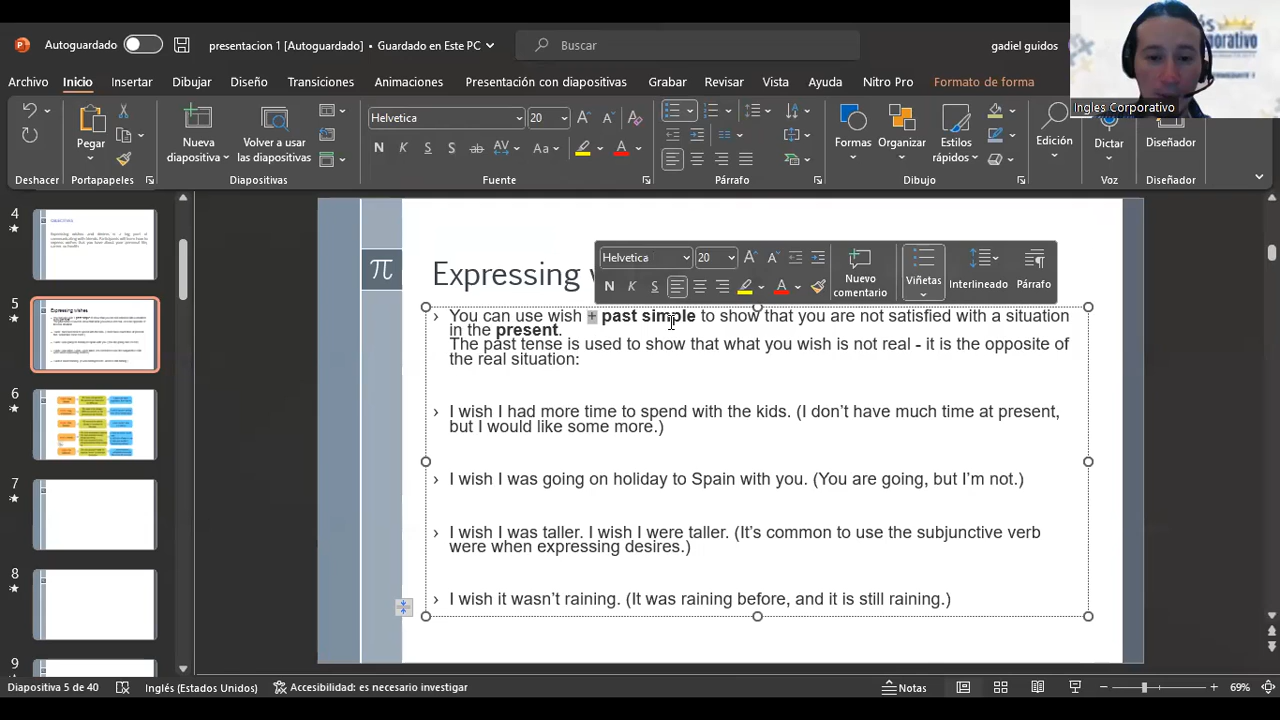 Autoguardado
presentacion 1 [Autoguardado] • Guardado en Este PC
Buscar
gadiel guidos
Archivo Inicio Insertar Dibujar Diseño Transiciones Animaciones Presentación con diapositivas Grabar Revisar Vista Ayuda Nitro Pro Formato de forma
Ingles Corporativo
Pegar
Nueva diapositiva
Volver a usar las diapositivas
Helvetica 20
N K S S ab AV Aa A
Formas Organizar Estilos rápidos
Edición
Dictar
Diseñador
Deshacer Portapapeles Diapositivas Fuente Párrafo Dibujo Voz Diseñador
4
5
6
7
8
9
Expressing
Helvetica 20
N K S
Nuevo comentario
Viñetas
Interlineado
Párrafo
π
› You can use wish + past simple to show that you are not satisfied with a situation
in the present.
The past tense is used to show that what you wish is not real - it is the opposite of
the real situation:
› I wish I had more time to spend with the kids. (I don’t have much time at present,
but I would like some more.)
› I wish I was going on holiday to Spain with you. (You are going, but I’m not.)
› I wish I was taller. I wish I were taller. (It’s common to use the subjunctive verb
were when expressing desires.)
› I wish it wasn’t raining. (It was raining before, and it is still raining.)
Diapositiva 5 de 40
Inglés (Estados Unidos)
Accesibilidad: es necesario investigar
Notas
69%